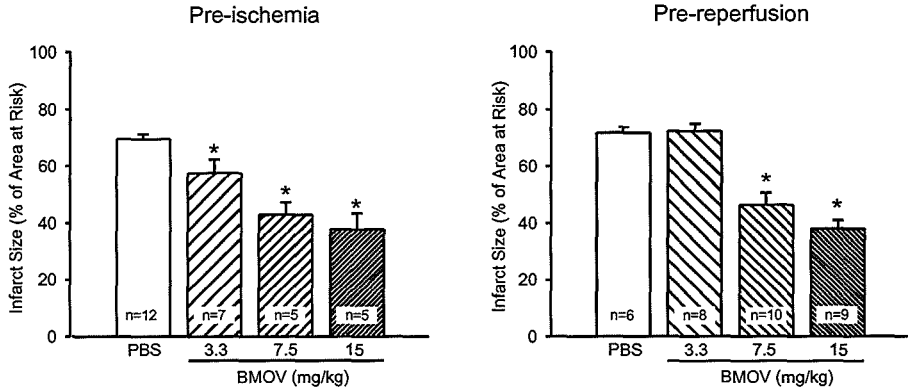 Pre-ischemia
Infarct Size (% of Area at Risk)
100
80
60
40
20
0
*
*
*
n=12
n=7
n=5
n=5
PBS
3.3
7.5
15
BMOV (mg/kg)
Pre-reperfusion
Infarct Size (% of Area at Risk)
100
80
60
40
20
0
*
*
n=6
n=8
n=10
n=9
PBS
3.3
7.5
15
BMOV (mg/kg)